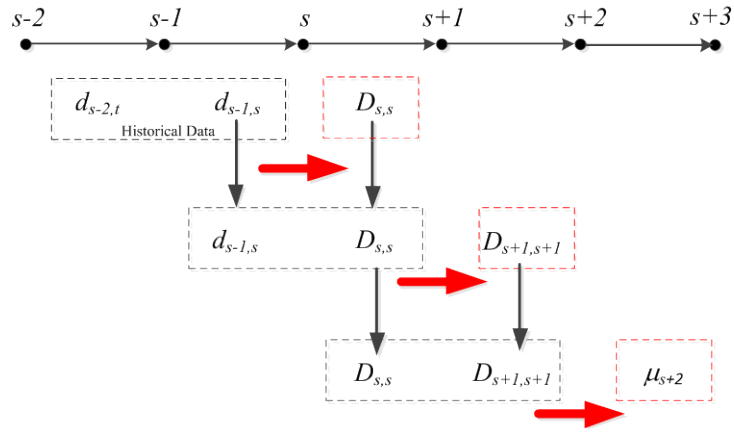 s-2 s-1 s s+1 s+2 s+3
d_{s-2,t} d_{s-1,s} D_{s,s}
Historical Data
d_{s-1,s} D_{s,s} D_{s+1,s+1}
D_{s,s} D_{s+1,s+1} μ_{s+2}